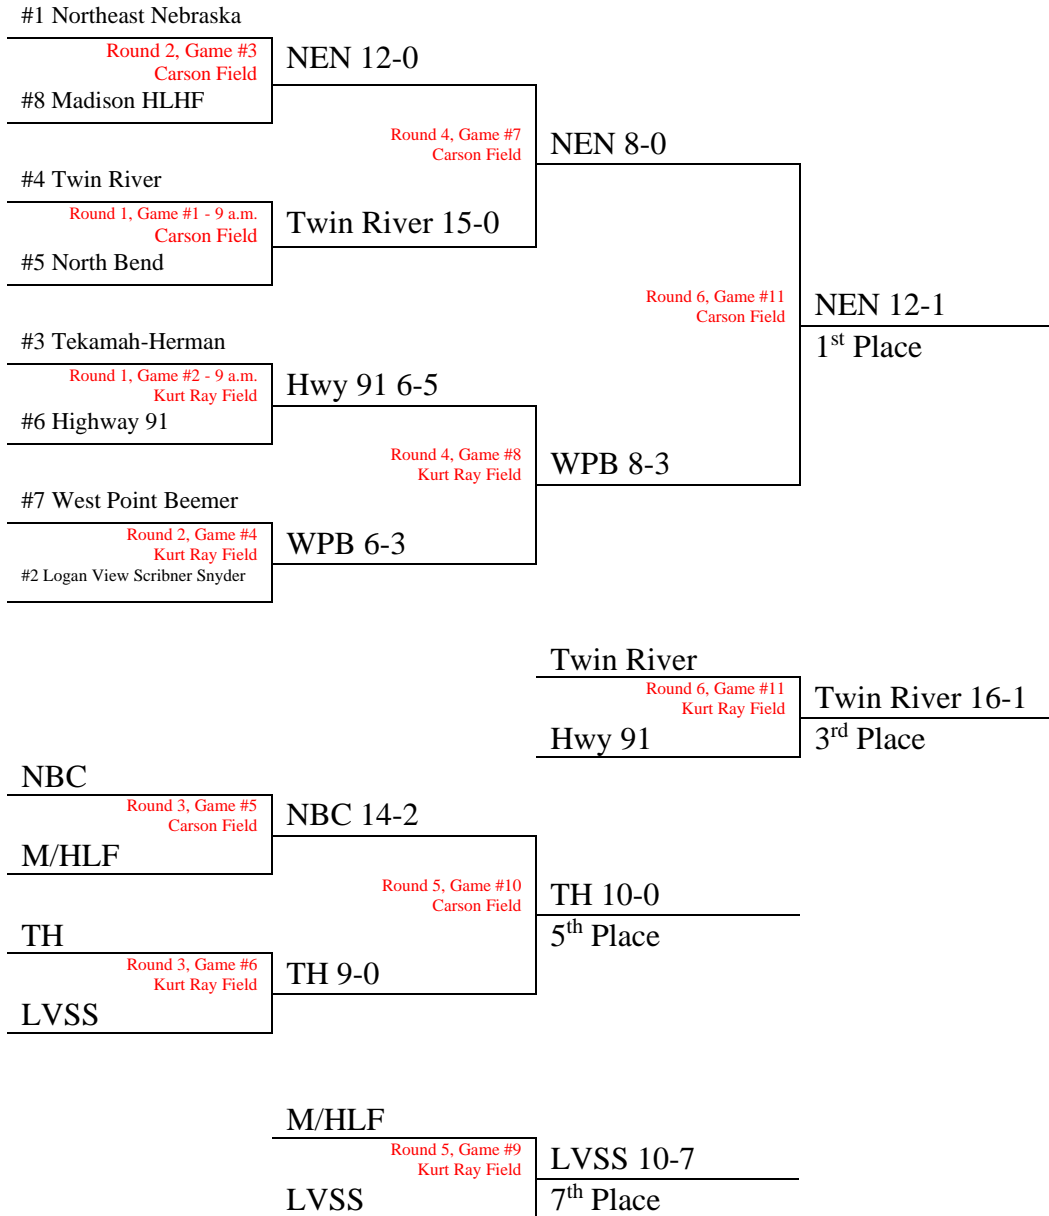 #1 Northeast Nebraska
Round 2, Game #3
Carson Field
NEN 12-0
#8 Madison HLHF
Round 4, Game #7
Carson Field
NEN 8-0
#4 Twin River
Round 1, Game #1 - 9 a.m.
Carson Field
Twin River 15-0
#5 North Bend
Round 6, Game #11
Carson Field
NEN 12-1
1st Place
#3 Tekamah-Herman
Round 1, Game #2 - 9 a.m.
Kurt Ray Field
Hwy 91 6-5
#6 Highway 91
Round 4, Game #8
Kurt Ray Field
WPB 8-3
#7 West Point Beemer
Round 2, Game #4
Kurt Ray Field
WPB 6-3
#2 Logan View Scribner Snyder
Twin River
Round 6, Game #11
Kurt Ray Field
Twin River 16-1
Hwy 91
3rd Place
NBC
Round 3, Game #5
Carson Field
NBC 14-2
M/HLF
Round 5, Game #10
Carson Field
TH 10-0
5th Place
TH
Round 3, Game #6
Kurt Ray Field
TH 9-0
LVSS
M/HLF
Round 5, Game #9
Kurt Ray Field
LVSS 10-7
LVSS
7th Place